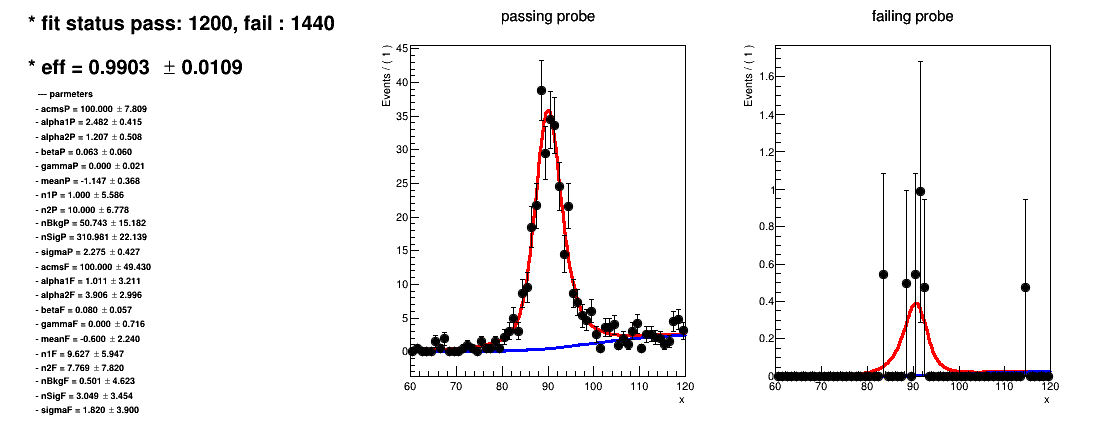 * fit status pass: 1200, fail : 1440
* eff = 0.9903 ± 0.0109
--- parmeters
- acmsP = 100.000 ± 7.809
- alpha1P = 2.482 ± 0.415
- alpha2P = 1.207 ± 0.508
- betaP = 0.063 ± 0.060
- gammaP = 0.000 ± 0.021
- meanP = -1.147 ± 0.368
- n1P = 1.000 ± 5.586
- n2P = 10.000 ± 6.778
- nBkgP = 50.743 ± 15.182
- nSigP = 310.981 ± 22.139
- sigmaP = 2.275 ± 0.427
- acmsF = 100.000 ± 49.430
- alpha1F = 1.011 ± 3.211
- alpha2F = 3.906 ± 2.996
- betaF = 0.080 ± 0.057
- gammaF = 0.000 ± 0.716
- meanF = -0.600 ± 2.240
- n1F = 9.627 ± 5.947
- n2F = 7.769 ± 7.820
- nBkgF = 0.501 ± 4.623
- nSigF = 3.049 ± 3.454
- sigmaF = 1.820 ± 3.900
passing probe
Events / ( 1 )
45
40
35
30
25
20
15
10
5
0
60 70 80 90 100 110 120
x
failing probe
Events / ( 1 )
1.6
1.4
1.2
1
0.8
0.6
0.4
0.2
0
60 70 80 90 100 110 120
x